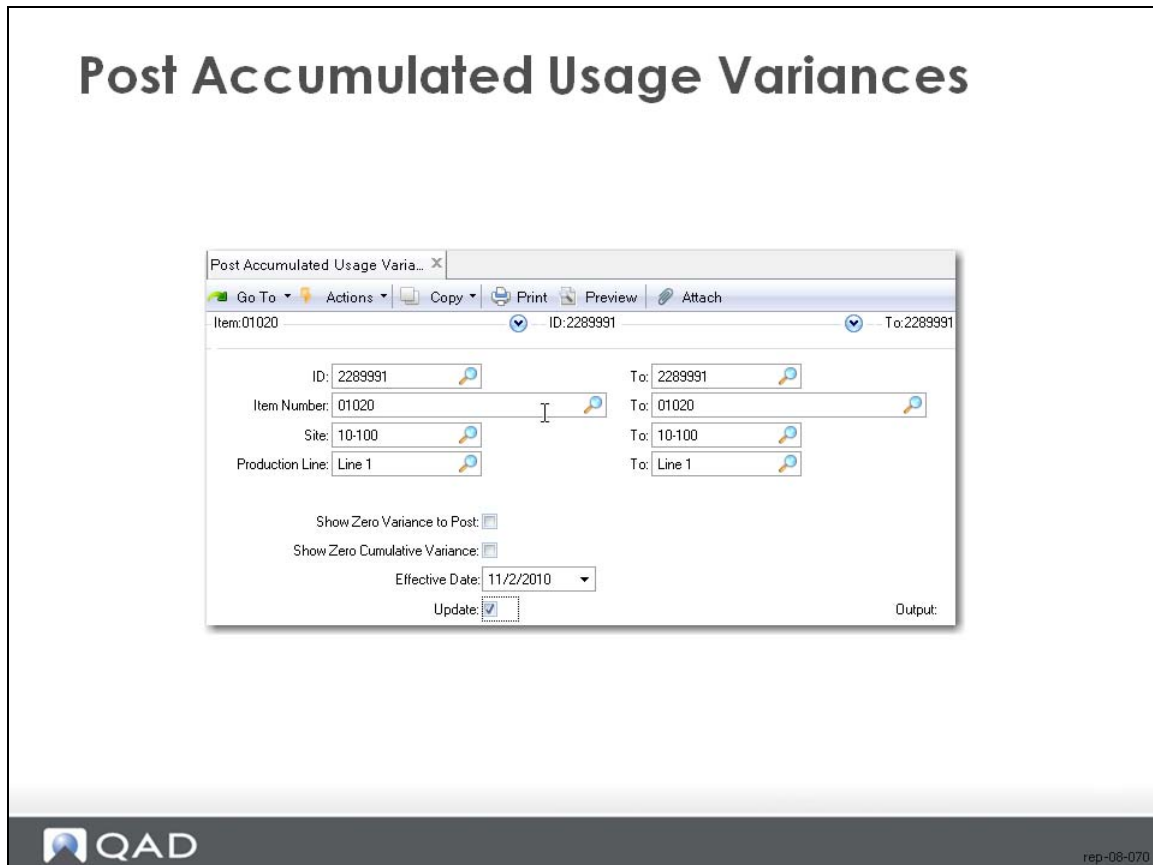 Post Accumulated Usage Variances
Post Accumulated Usage Varia...
Go To Actions Copy Print Preview Attach
Item:01020 ID:2289991 To:2289991
ID: 2289991 To: 2289991
Item Number: 01020 To: 01020
Site: 10-100 To: 10-100
Production Line: Line 1 To: Line 1
Show Zero Variance to Post:
Show Zero Cumulative Variance:
Effective Date: 11/2/2010
Update: Output:
QAD
rep-08-070